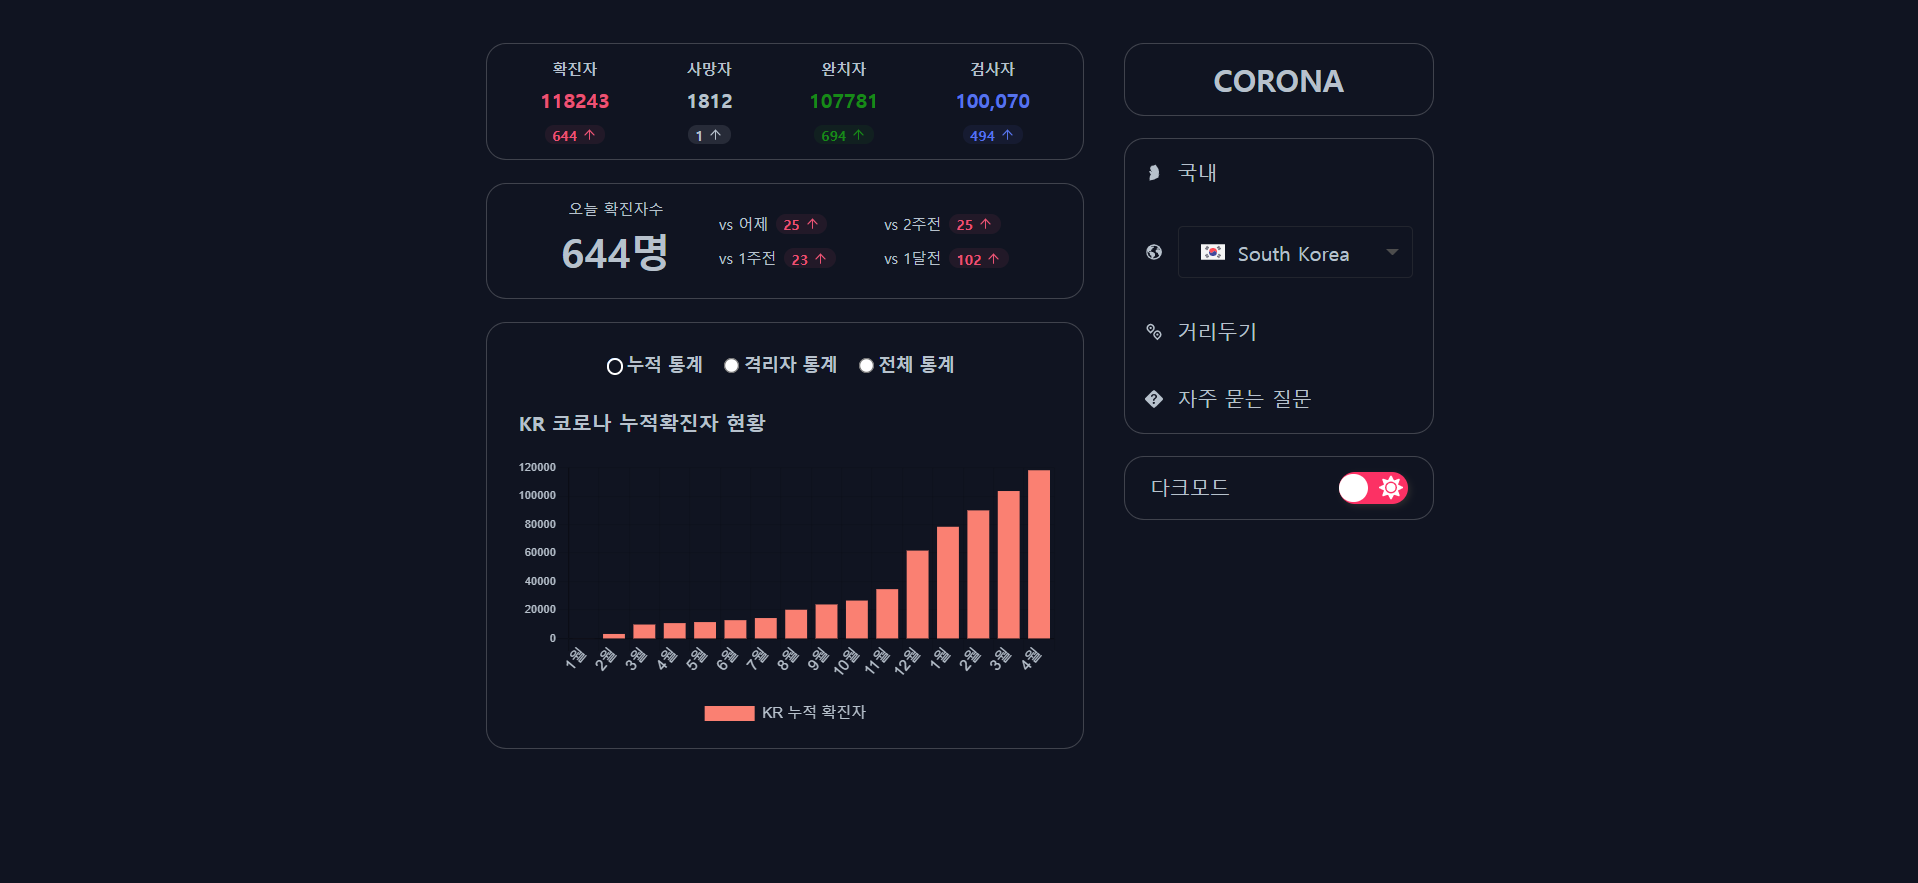 확진자 사망자 완치자 검사자
118243 1812 107781 100,070
644 ↑ 1 ↑ 694 ↑ 494 ↑
오늘 확진자수
644명
vs 어제 25 ↑ vs 2주전 25 ↑
vs 1주전 23 ↑ vs 1달전 102 ↑
누적 통계 격리자 통계 전체 통계
KR 코로나 누적확진자 현황
120000
100000
80000
60000
40000
20000
0
1월 2월 3월 4월 5월 6월 7월 8월 9월 10월 11월 12월 1월 2월 3월 4월
KR 누적 확진자
CORONA
국내
South Korea
거리두기
자주 묻는 질문
다크모드